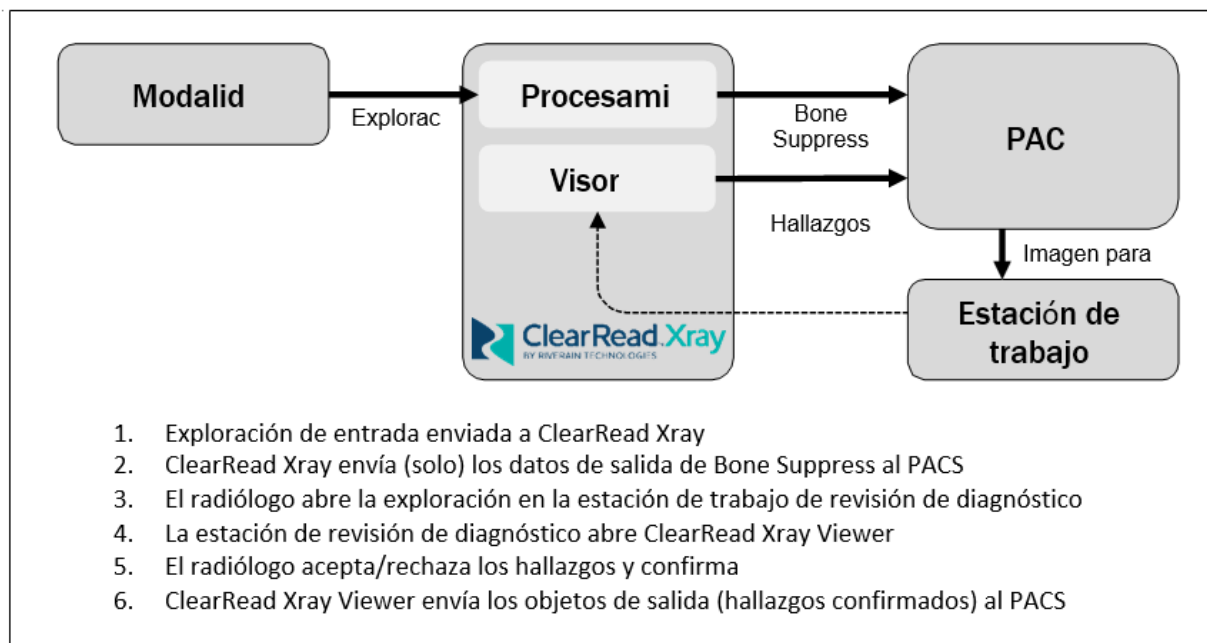 Modalid
Explorac
Procesami
Visor
Bone
Suppress
Hallazgos
PAC
Imagen para
Estación de
trabajo
ClearRead.Xray
BY RIVERAIN TECHNOLOGIES
1. Exploración de entrada enviada a ClearRead Xray
2. ClearRead Xray envía (solo) los datos de salida de Bone Suppress al PACS
3. El radiólogo abre la exploración en la estación de trabajo de revisión de diagnóstico
4. La estación de revisión de diagnóstico abre ClearRead Xray Viewer
5. El radiólogo acepta/rechaza los hallazgos y confirma
6. ClearRead Xray Viewer envía los objetos de salida (hallazgos confirmados) al PACS